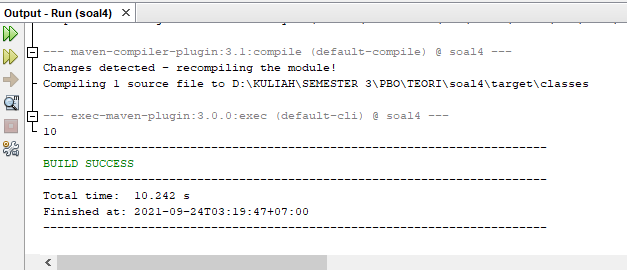 Output - Run (soal4)
--- maven-compiler-plugin:3.1:compile (default-compile) @ soal4 ---
Changes detected - recompiling the module!
Compiling 1 source file to D:\KULIAH\SEMESTER 3\PBO\TEORI\soal4\target\classes
--- exec-maven-plugin:3.0.0:exec (default-cli) @ soal4 ---
10
------------------------------------------------------------------------
BUILD SUCCESS
------------------------------------------------------------------------
Total time:  10.242 s
Finished at: 2021-09-24T03:19:47+07:00
------------------------------------------------------------------------